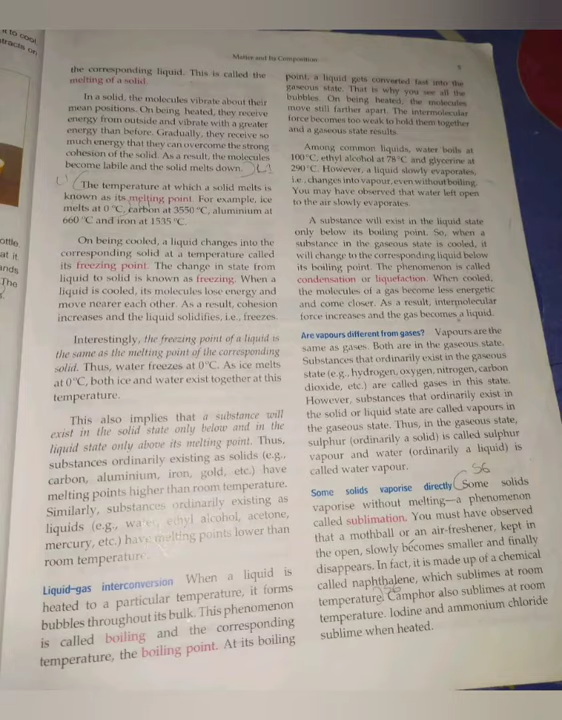 it to cool
tracts on
ottle.
at it.
ands
The
Matter and Its Composition
5
the corresponding liquid. This is called the
melting of a solid.
In a solid, the molecules vibrate about their
mean positions. On being heated, they receive
energy from outside and vibrate with a greater
energy than before. Gradually, they receive so
much energy that they can overcome the strong
cohesion of the solid. As a result, the molecules
become labile and the solid melts down.
The temperature at which a solid melts is
known as its melting point. For example, ice
melts at 0 °C, carbon at 3550 °C, aluminium at
660 °C and iron at 1535 °C.
On being cooled, a liquid changes into the
corresponding solid at a temperature called
its freezing point. The change in state from
liquid to solid is known as freezing. When a
liquid is cooled, its molecules lose energy and
move nearer each other. As a result, cohesion
increases and the liquid solidifies, i.e., freezes.
Interestingly, the freezing point of a liquid is
the same as the melting point of the corresponding
solid. Thus, water freezes at 0°C. As ice melts
at 0°C, both ice and water exist together at this
temperature.
This also implies that a substance will
exist in the solid state only below and in the
liquid state only above its melting point. Thus,
substances ordinarily existing as solids (e.g.,
carbon, aluminium, iron, gold, etc.) have
melting points higher than room temperature.
Similarly, substances ordinarily existing as
liquids (e.g., water, ethyl alcohol, acetone,
mercury, etc.) have melting points lower than
room temperature.
Liquid-gas interconversion When a liquid is
heated to a particular temperature, it forms
bubbles throughout its bulk. This phenomenon
is called boiling and the corresponding
temperature, the boiling point. At its boiling
point, a liquid gets converted fast into the
gaseous state. That is why you see all the
bubbles. On being heated, the molecules
move still farther apart. The intermolecular
force becomes too weak to hold them together
and a gaseous state results.
Among common liquids, water boils at
100°C, ethyl alcohol at 78°C and glycerine at
290°C. However, a liquid slowly evaporates,
i.e., changes into vapour, even without boiling.
You may have observed that water left open
to the air slowly evaporates.
A substance will exist in the liquid state
only below its boiling point. So, when a
substance in the gaseous state is cooled, it
will change to the corresponding liquid below
its boiling point. The phenomenon is called
condensation or liquefaction. When cooled,
the molecules of a gas become less energetic
and come closer. As a result, intermolecular
force increases and the gas becomes a liquid.
Are vapours different from gases? Vapours are the
same as gases. Both are in the gaseous state.
Substances that ordinarily exist in the gaseous
state (e.g., hydrogen, oxygen, nitrogen, carbon
dioxide, etc.) are called gases in this state.
However, substances that ordinarily exist in
the solid or liquid state are called vapours in
the gaseous state. Thus, in the gaseous state,
sulphur (ordinarily a solid) is called sulphur
vapour and water (ordinarily a liquid) is
called water vapour.
S6
Some solids vaporise directly Some solids
vaporise without melting—a phenomenon
called sublimation. You must have observed
that a mothball or an air-freshener, kept in
the open, slowly becomes smaller and finally
disappears. In fact, it is made up of a chemical
called naphthalene, which sublimes at room
temperature. Camphor also sublimes at room
temperature. Iodine and ammonium chloride
sublime when heated.